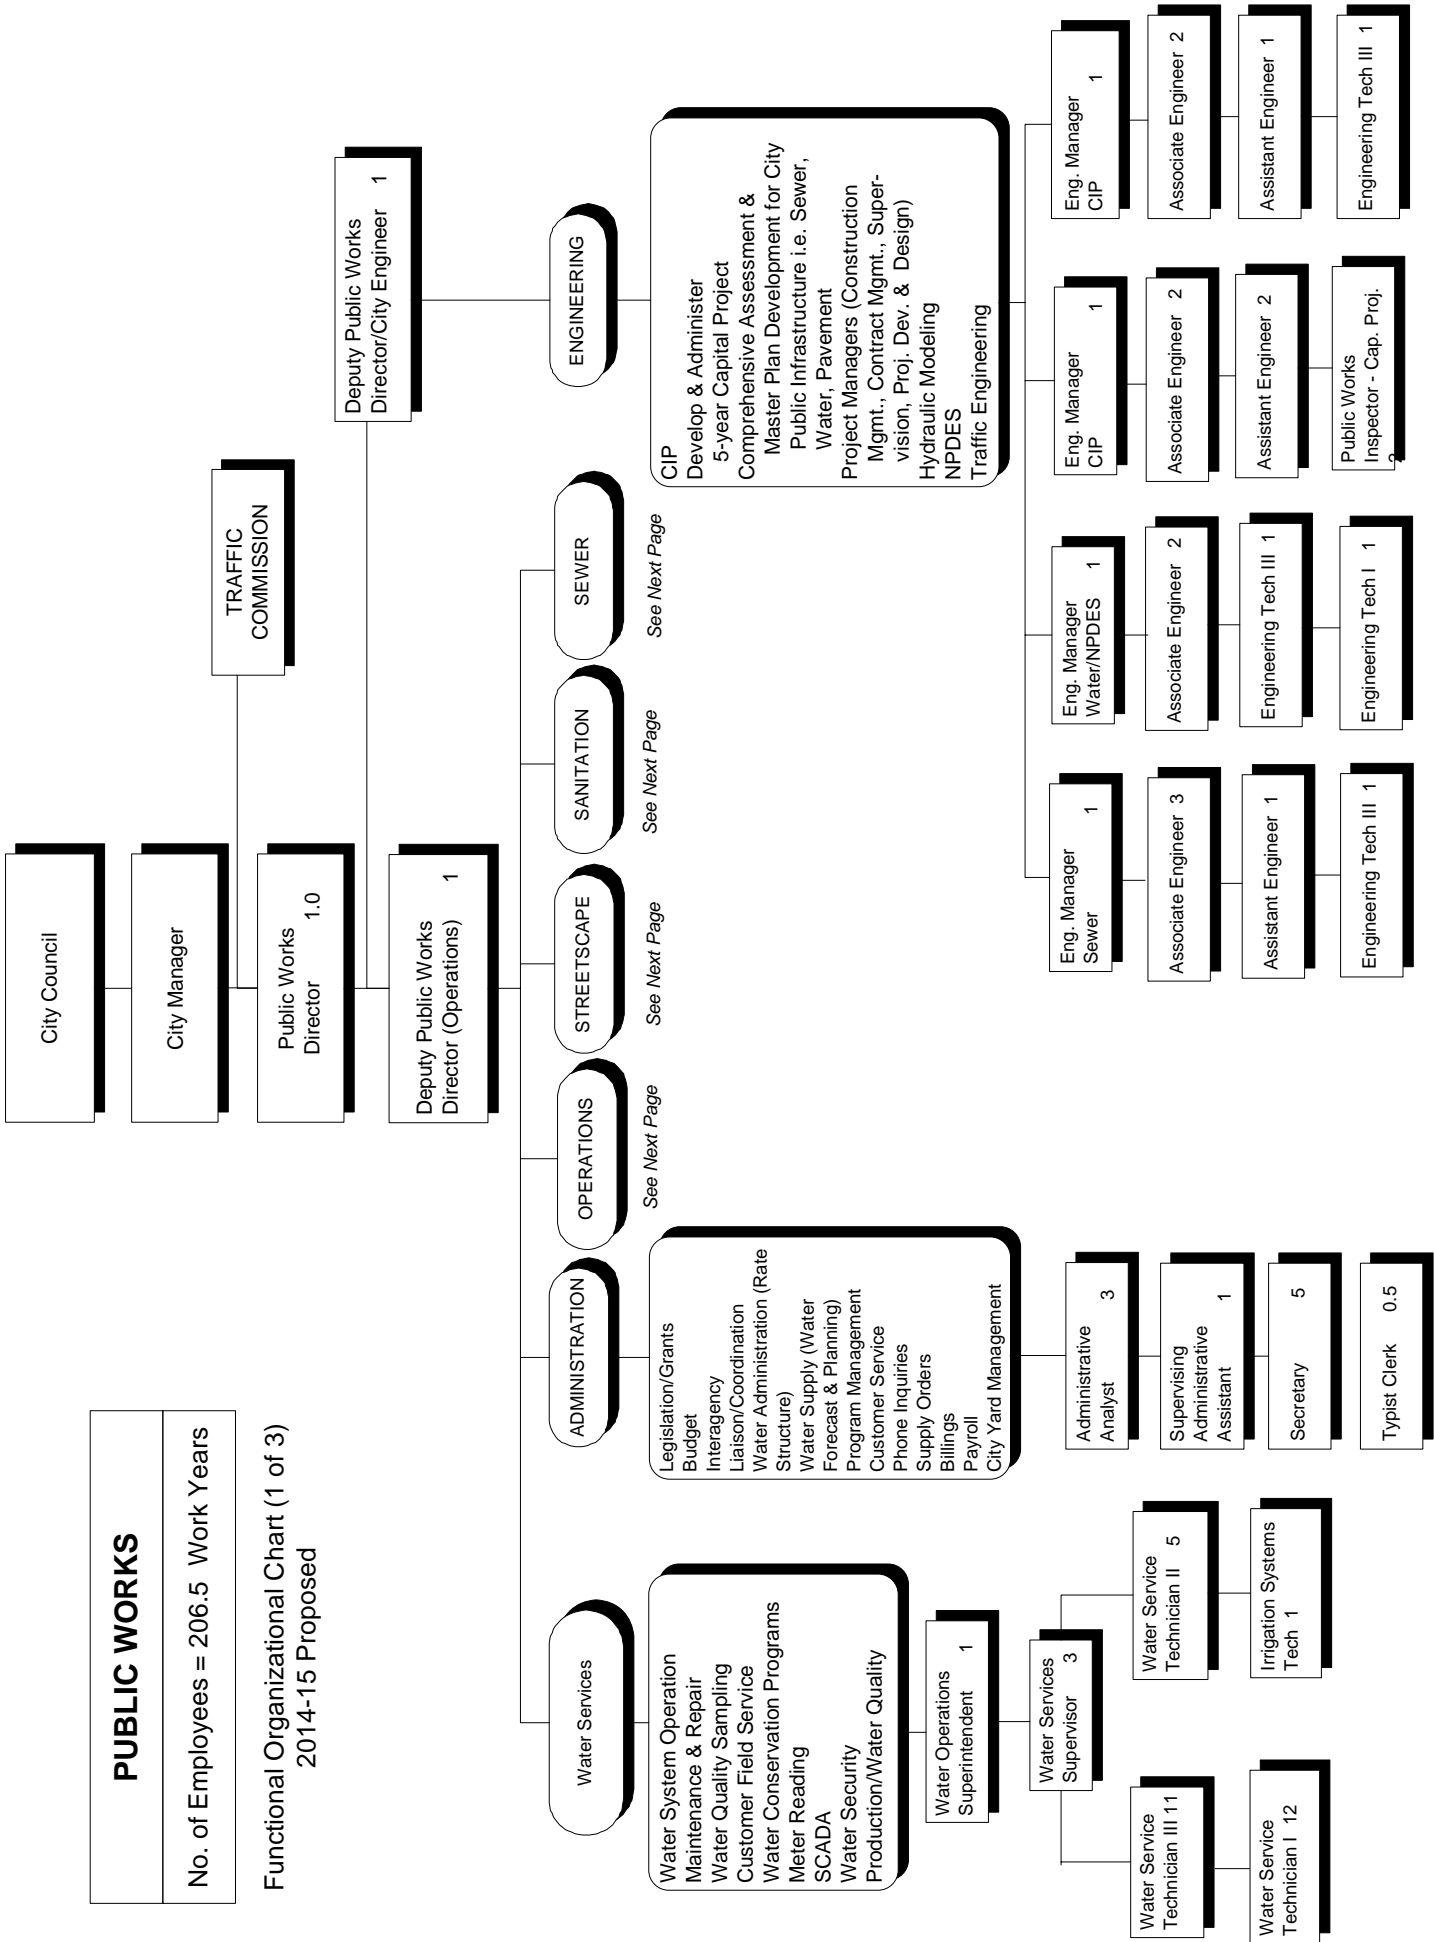 PUBLIC WORKS
No. of Employees = 206.5 Work Years
Functional Organizational Chart (1 of 3)
2014-15 Proposed
City Council
City Manager
TRAFFIC
COMMISSION
Public Works
Director 1.0
Deputy Public Works
Director/City Engineer 1
Deputy Public Works
Director (Operations) 1
Water Services
ADMINISTRATION
OPERATIONS
See Next Page
STREETSCAPE
See Next Page
SANITATION
See Next Page
SEWER
See Next Page
ENGINEERING
Water System Operation
Maintenance & Repair
Water Quality Sampling
Customer Field Service
Water Conservation Programs
Meter Reading
SCADA
Water Security
Production/Water Quality
Water Operations
Superintendent 1
Water Services
Supervisor 3
Water Service
Technician III 11
Water Service
Technician I 12
Water Service
Technician II 5
Irrigation Systems
Tech 1
Legislation/Grants
Budget
Interagency
Liaison/Coordination
Water Administration (Rate
Structure)
Water Supply (Water
Forecast & Planning)
Program Management
Customer Service
Phone Inquiries
Supply Orders
Billings
Payroll
City Yard Management
Administrative
Analyst 3
Supervising
Administrative
Assistant 1
Secretary 5
Typist Clerk 0.5
CIP
Develop & Administer
5-year Capital Project
Comprehensive Assessment &
Master Plan Development for City
Public Infrastructure i.e. Sewer,
Water, Pavement
Project Managers (Construction
Mgmt., Contract Mgmt., Super-
vision, Proj. Dev. & Design)
Hydraulic Modeling
NPDES
Traffic Engineering
Eng. Manager
Sewer 1
Associate Engineer 3
Assistant Engineer 1
Engineering Tech III 1
Eng. Manager
Water/NPDES 1
Associate Engineer 2
Engineering Tech III 1
Engineering Tech I 1
Eng. Manager
CIP 1
Associate Engineer 2
Assistant Engineer 2
Public Works
Inspector - Cap. Proj.
Eng. Manager
CIP 1
Associate Engineer 2
Assistant Engineer 1
Engineering Tech III 1